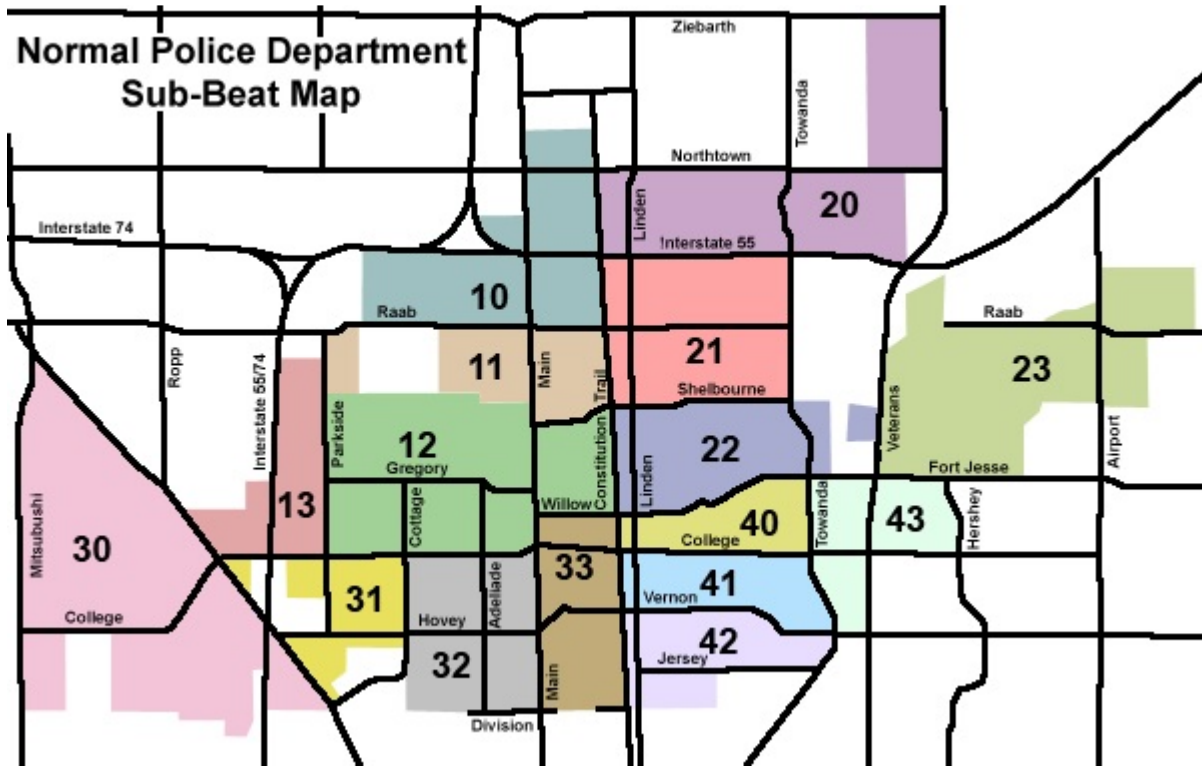 Normal Police Department
Sub-Beat Map
Ziebarth
Towanda
Northtown
Linden
20
Interstate 74
Interstate 55
10
Raab
Raab
11
Main
21
23
Ropp
Interstate 55/74
Parkside
Trail
Shelbourne
Veterans
Airport
12
Gregory
Constitution
Linden
22
Fort Jesse
13
Cottage
Willow
40
Towanda
43
Hershey
Mitsubushi
30
College
33
Adeliade
31
41
Vernon
College
Hovey
42
32
Main
Jersey
Division